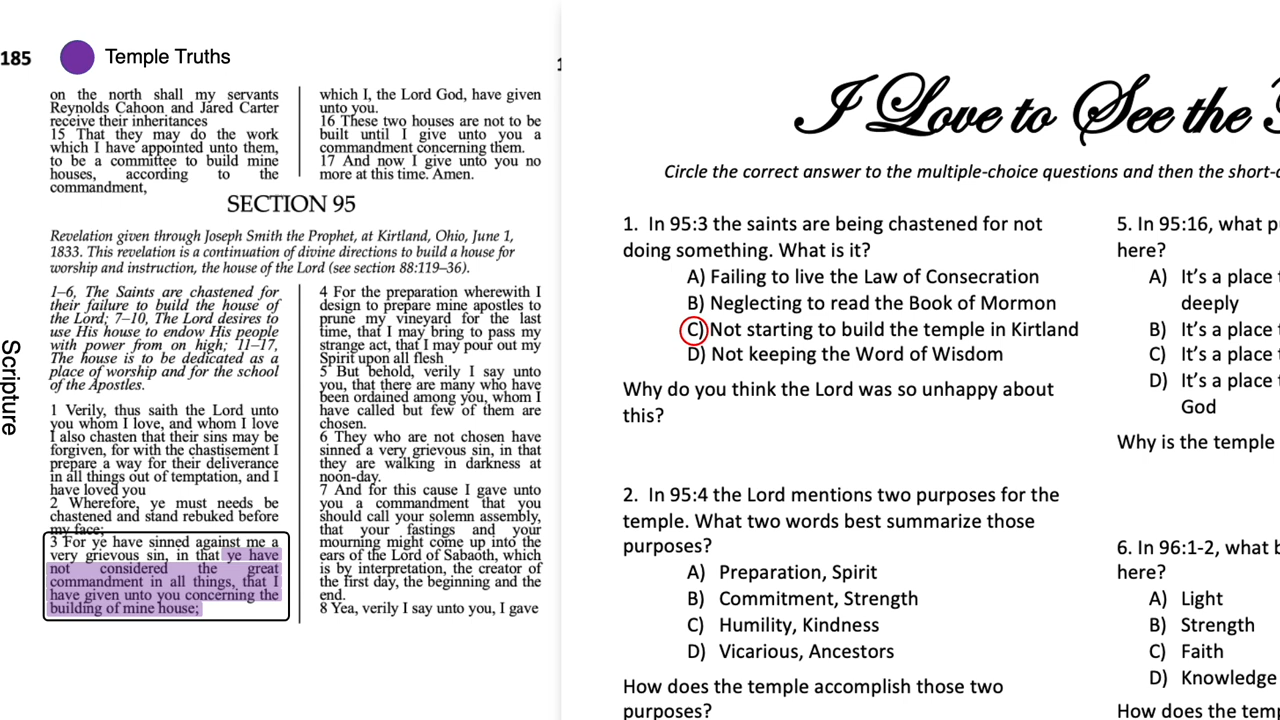 185
Temple Truths
on the north shall my servants
Reynolds Cahoon and Jared Carter
receive their inheritances
15 That they may do the work
which I have appointed unto them,
to be a committee to build mine
houses, according to the
commandment,
which I, the Lord God, have given
unto you.
16 These two houses are not to be
built until I give unto you a
commandment concerning them.
17 And now I give unto you no
more at this time. Amen.
SECTION 95
Revelation given through Joseph Smith the Prophet, at Kirtland, Ohio, June 1,
1833. This revelation is a continuation of divine directions to build a house for
worship and instruction, the house of the Lord (see section 88:119–36).
1–6, The Saints are chastened for
their failure to build the house of
the Lord; 7–10, The Lord desires to
use His house to endow His people
with power from on high; 11–17,
The house is to be dedicated as a
place of worship and for the school
of the Apostles.
1 Verily, thus saith the Lord unto
you whom I love, and whom I love
I also chasten that their sins may be
forgiven, for with the chastisement I
prepare a way for their deliverance
in all things out of temptation, and I
have loved you
2 Wherefore, ye must needs be
chastened and stand rebuked before
my face;
3 For ye have sinned against me a
very grievous sin, in that ye have
not considered the great
commandment in all things, that I
have given unto you concerning the
building of mine house;
4 For the preparation wherewith I
design to prepare mine apostles to
prune my vineyard for the last
time, that I may bring to pass my
strange act, that I may pour out my
Spirit upon all flesh
5 But behold, verily I say unto
you, that there are many who have
been ordained among you, whom I
have called but few of them are
chosen.
6 They who are not chosen have
sinned a very grievous sin, in that
they are walking in darkness at
noon-day.
7 And for this cause I gave unto
you a commandment that you
should call your solemn assembly,
that your fastings and your
mourning might come up into the
ears of the Lord of Sabaoth, which
is by interpretation, the creator of
the first day, the beginning and the
end.
8 Yea, verily I say unto you, I gave
Scripture
I Love to See the
Circle the correct answer to the multiple-choice questions and then the short-
1. In 95:3 the saints are being chastened for not
doing something. What is it?
A) Failing to live the Law of Consecration
B) Neglecting to read the Book of Mormon
C) Not starting to build the temple in Kirtland
D) Not keeping the Word of Wisdom
Why do you think the Lord was so unhappy about
this?
2. In 95:4 the Lord mentions two purposes for the
temple. What two words best summarize those
purposes?
A) Preparation, Spirit
B) Commitment, Strength
C) Humility, Kindness
D) Vicarious, Ancestors
How does the temple accomplish those two
purposes?
5. In 95:16, what
here?
A) It's a place
deeply
B) It's a place
C) It's a place
D) It's a place
God
Why is the temple
6. In 96:1-2, what
here?
A) Light
B) Strength
C) Faith
D) Knowledge
How does the